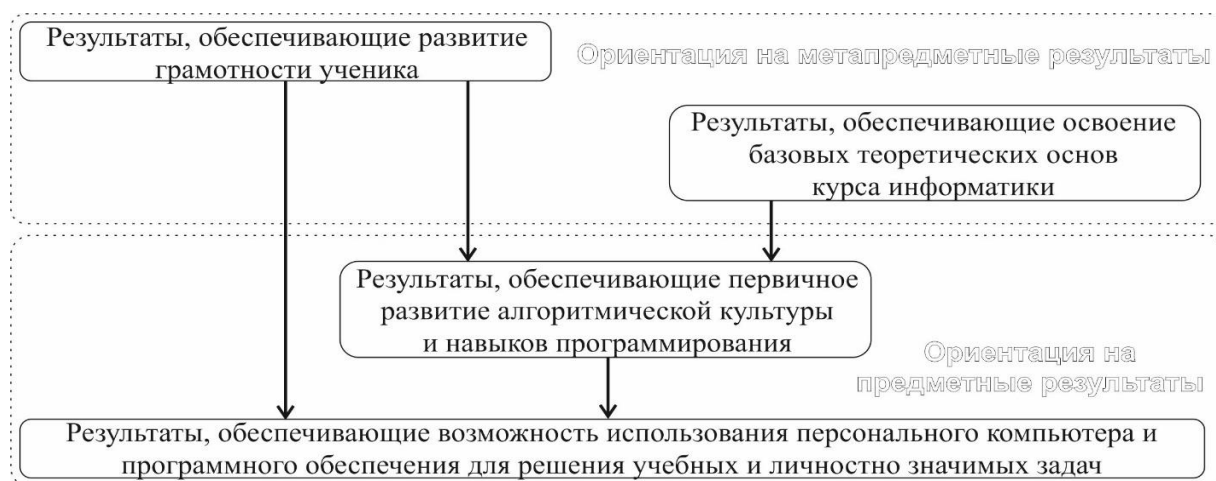 Результаты, обеспечивающие развитие
грамотности ученика
Ориентация на метапредметные результаты
Результаты, обеспечивающие освоение
базовых теоретических основ
курса информатики
Результаты, обеспечивающие первичное
развитие алгоритмической культуры
и навыков программирования
Ориентация на
предметные результаты
Результаты, обеспечивающие возможность использования персонального компьютера и
программного обеспечения для решения учебных и личностно значимых задач